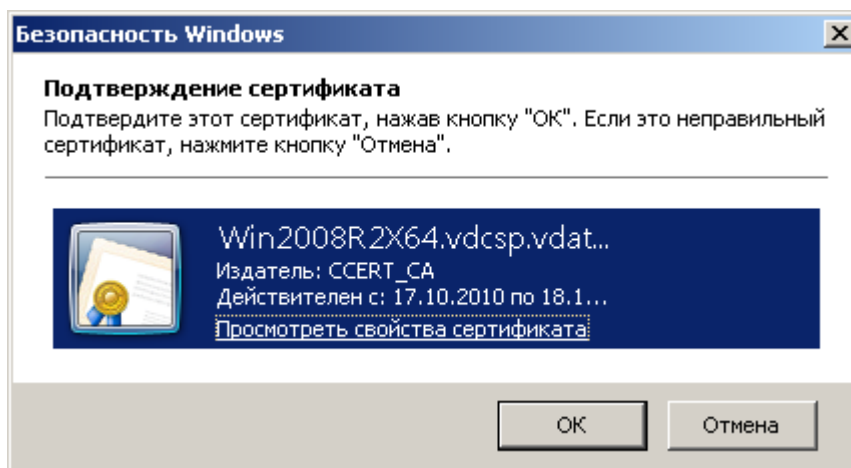 Безопасность Windows
Подтверждение сертификата
Подтвердите этот сертификат, нажав кнопку "ОК". Если это неправильный
сертификат, нажмите кнопку "Отмена".
Win2008R2X64.vdcsp.vdat...
Издатель: CCERT_CA
Действителен с: 17.10.2010 по 18.1...
Просмотреть свойства сертификата
ОК
Отмена